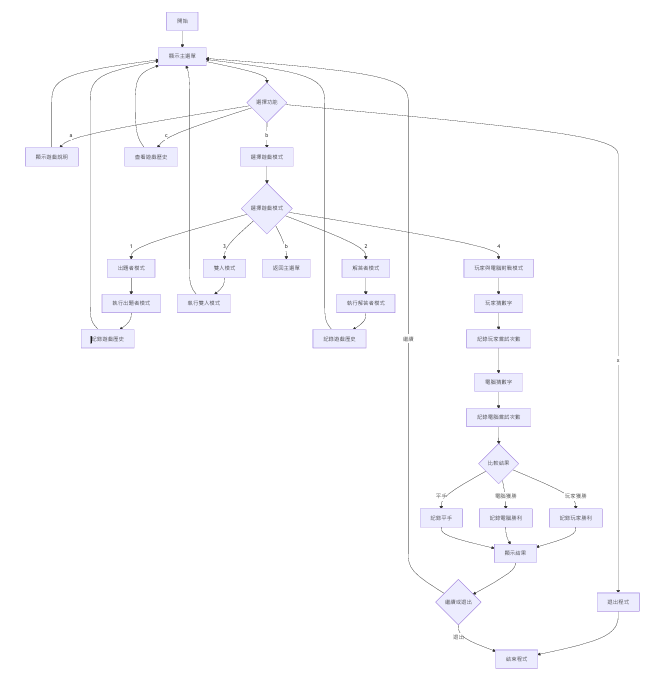 開始
顯示主選單
選擇功能
a
c
b
顯示遊戲說明
查看遊戲歷史
選擇遊戲模式
選擇遊戲模式
1
3
b
2
4
出題者模式
雙人模式
返回主選單
解答者模式
玩家與電腦對戰模式
執行出題者模式
執行雙人模式
執行解答者模式
玩家猜數字
記錄遊戲歷史
記錄遊戲歷史
繼續
記錄玩家嘗試次數
x
電腦猜數字
記錄電腦嘗試次數
比較結果
平手
電腦獲勝
玩家獲勝
記錄平手
記錄電腦勝利
記錄玩家勝利
顯示結果
繼續或退出
退出程式
退出
結束程式